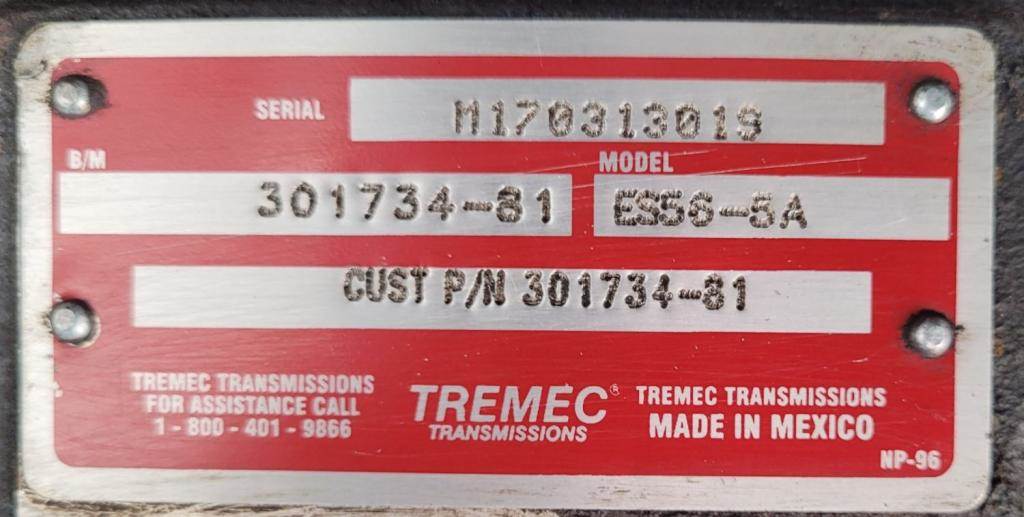 SERIAL M170313019
B/M MODEL
301734-81 ES56-5A
CUST P/N 301734-81
TREMEC TRANSMISSIONS
FOR ASSISTANCE CALL
1-800-401-9866
TREMEC®
TRANSMISSIONS
TREMEC TRANSMISSIONS
MADE IN MEXICO
NP-96